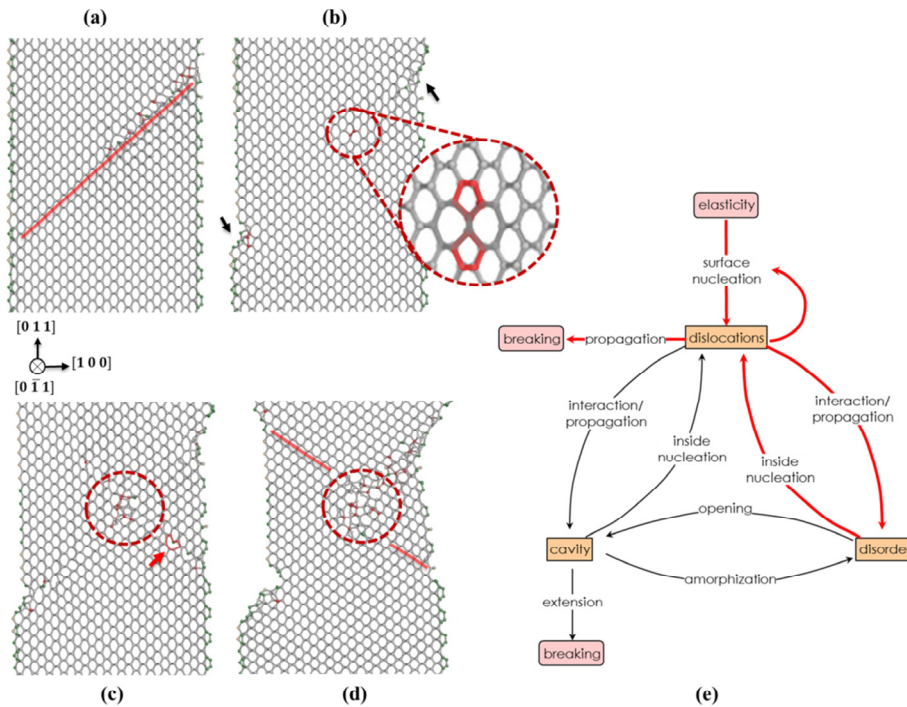 (a)
(b)
[0 1 1]
[1 0 0]
[0 1̅ 1]
(c)
(d)
elasticity
surface
nucleation
breaking
propagation
dislocations
interaction/
propagation
interaction/
propagation
inside
nucleation
inside
nucleation
opening
cavity
disorde
amorphization
extension
breaking
(e)